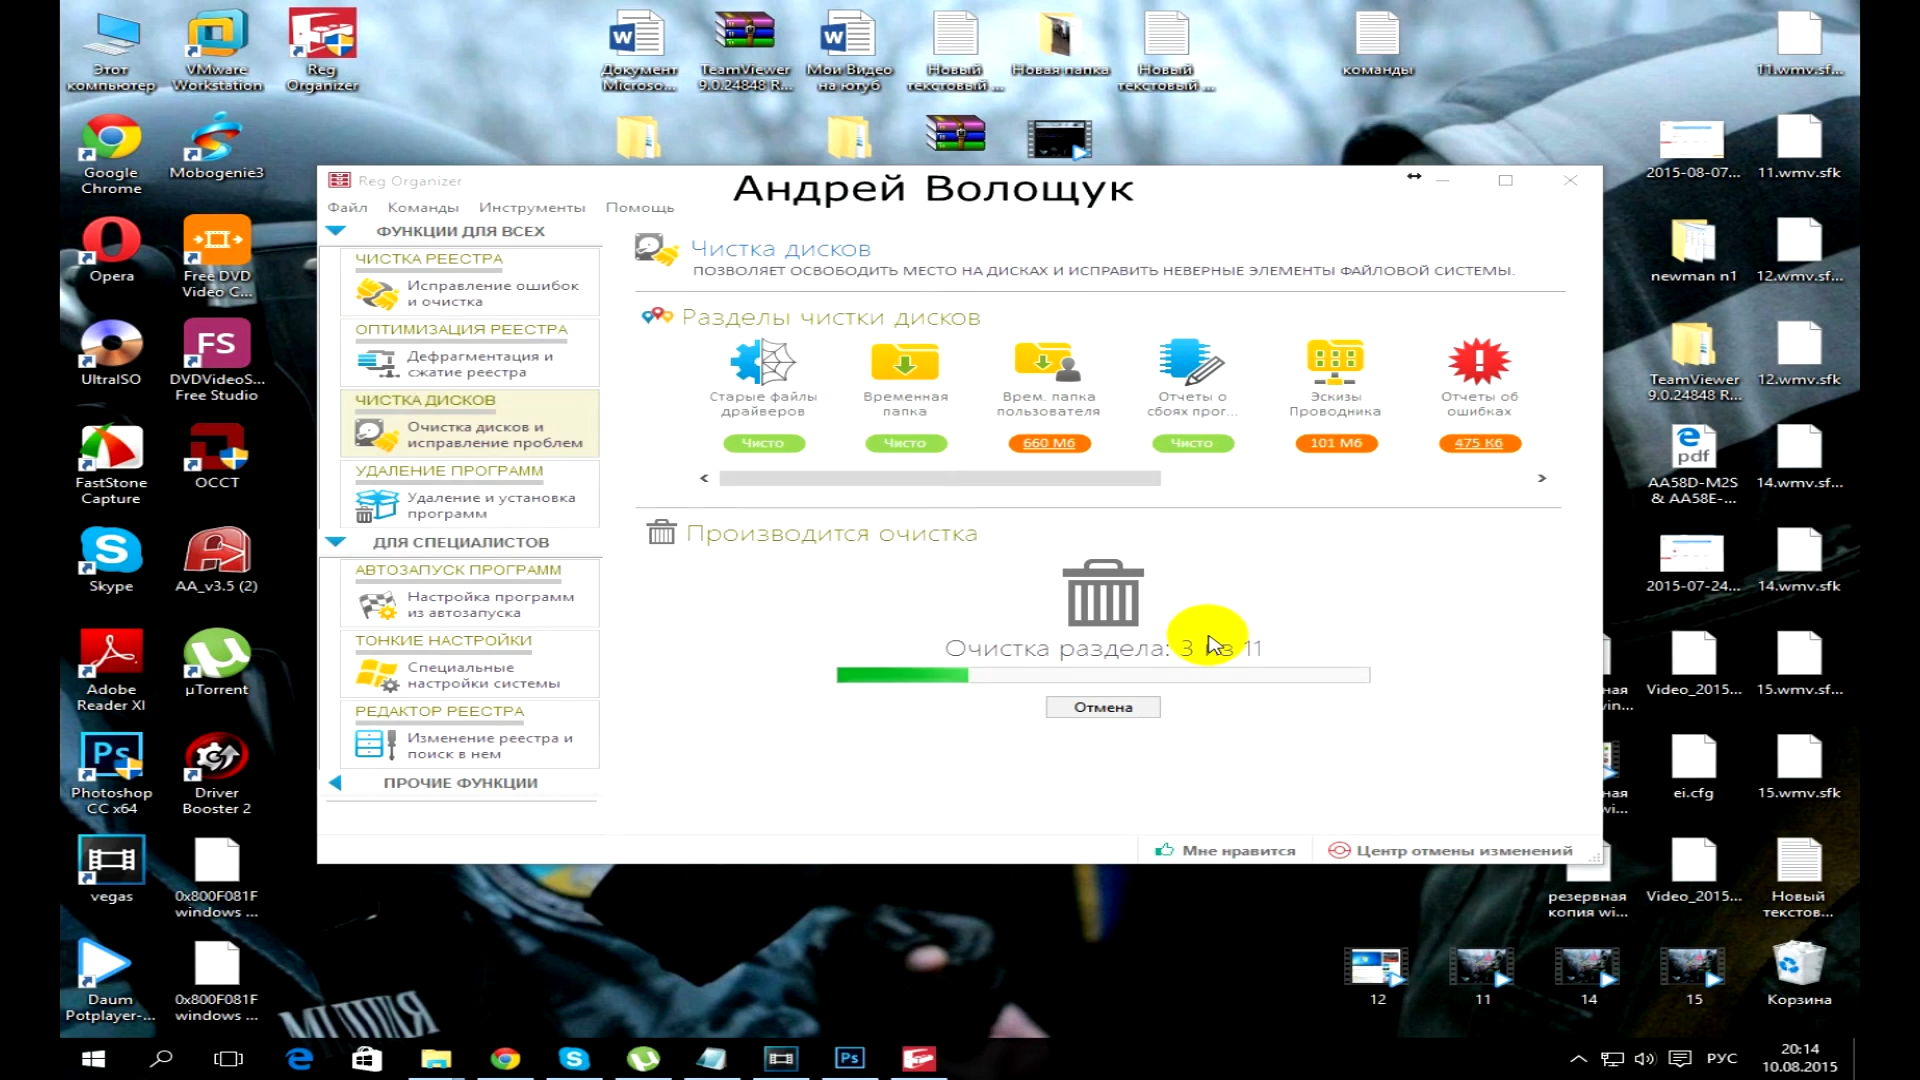 Этот
компьютер
VMware
Workstation
Reg
Organizer
Документ
Microso...
TeamViewer
9.0.24848 R...
Мои Видео
на ютуб
Новый
текстовый ...
Новая папка
Новый
текстовый ...
команды
11.wmv.sf...
Google
Chrome
Mobogenie3
2015-08-07...
11.wmv.sfk
Opera
Free DVD
Video C...
newman n1
12.wmv.sf...
UltraISO
FS
DVDVideoS...
Free Studio
TeamViewer
9.0.24848 R...
12.wmv.sfk
FastStone
Capture
OCCT
pdf
AA58D-M2S
& AA58E-...
14.wmv.sf...
Skype
AA_v3.5 (2)
2015-07-24...
14.wmv.sfk
Adobe
Reader XI
µTorrent
ная
Video_2015...
15.wmv.sf...
Ps
Photoshop
CC x64
Driver
Booster 2
ная
wi...
ei.cfg
15.wmv.sfk
vegas
0x800F081F
windows ...
резервная
копия wi...
Video_2015...
Новый
текстов...
Daum
Potplayer-...
0x800F081F
windows ...
12
11
14
15
Корзина
Reg Organizer
Андрей Волощук
Файл Команды Инструменты Помощь
ФУНКЦИИ ДЛЯ ВСЕХ
ЧИСТКА РЕЕСТРА
Исправление ошибок
и очистка
ОПТИМИЗАЦИЯ РЕЕСТРА
Дефрагментация и
сжатие реестра
ЧИСТКА ДИСКОВ
Очистка дисков и
исправление проблем
УДАЛЕНИЕ ПРОГРАММ
Удаление и установка
программ
ДЛЯ СПЕЦИАЛИСТОВ
АВТОЗАПУСК ПРОГРАММ
Настройка программ
из автозапуска
ТОНКИЕ НАСТРОЙКИ
Специальные
настройки системы
РЕДАКТОР РЕЕСТРА
Изменение реестра и
поиск в нем
ПРОЧИЕ ФУНКЦИИ
Чистка дисков
ПОЗВОЛЯЕТ ОСВОБОДИТЬ МЕСТО НА ДИСКАХ И ИСПРАВИТЬ НЕВЕРНЫЕ ЭЛЕМЕНТЫ ФАЙЛОВОЙ СИСТЕМЫ.
Разделы чистки дисков
Старые файлы
драйверов
Чисто
Временная
папка
Чисто
Врем. папка
пользователя
660 Мб
Отчеты о
сбоях прог...
Чисто
Эскизы
Проводника
101 Мб
Отчеты об
ошибках
475 Кб
Производится очистка
Очистка раздела: 3 из 11
Отмена
Мне нравится
Центр отмены изменений
Ps
РУС
20:14
10.08.2015